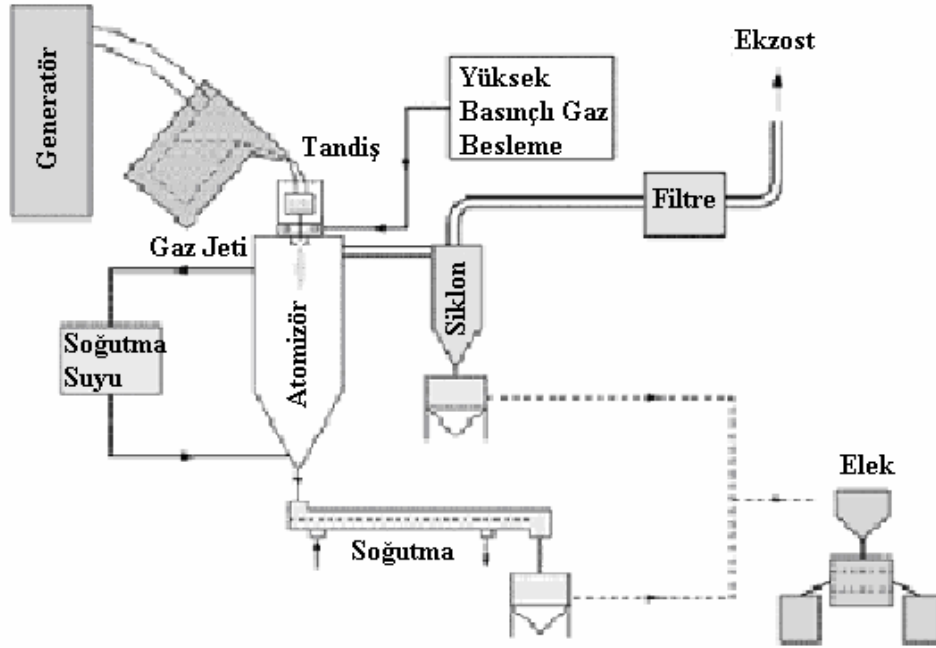 Generatör
Ekzost
Yüksek
Basınçlı Gaz
Besleme
Tandiş
Filtre
Gaz Jeti
Siklon
Atomizör
Soğutma
Suyu
Elek
Soğutma